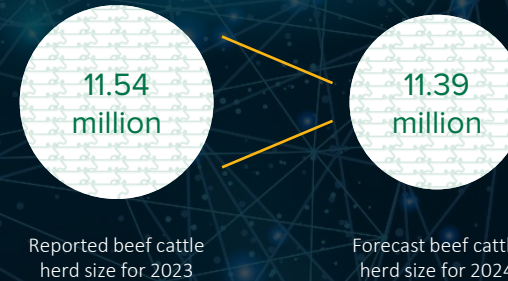 11.54
million
11.39
million
Reported beef cattle
herd size for 2023
Forecast beef cattl
herd size for 2024